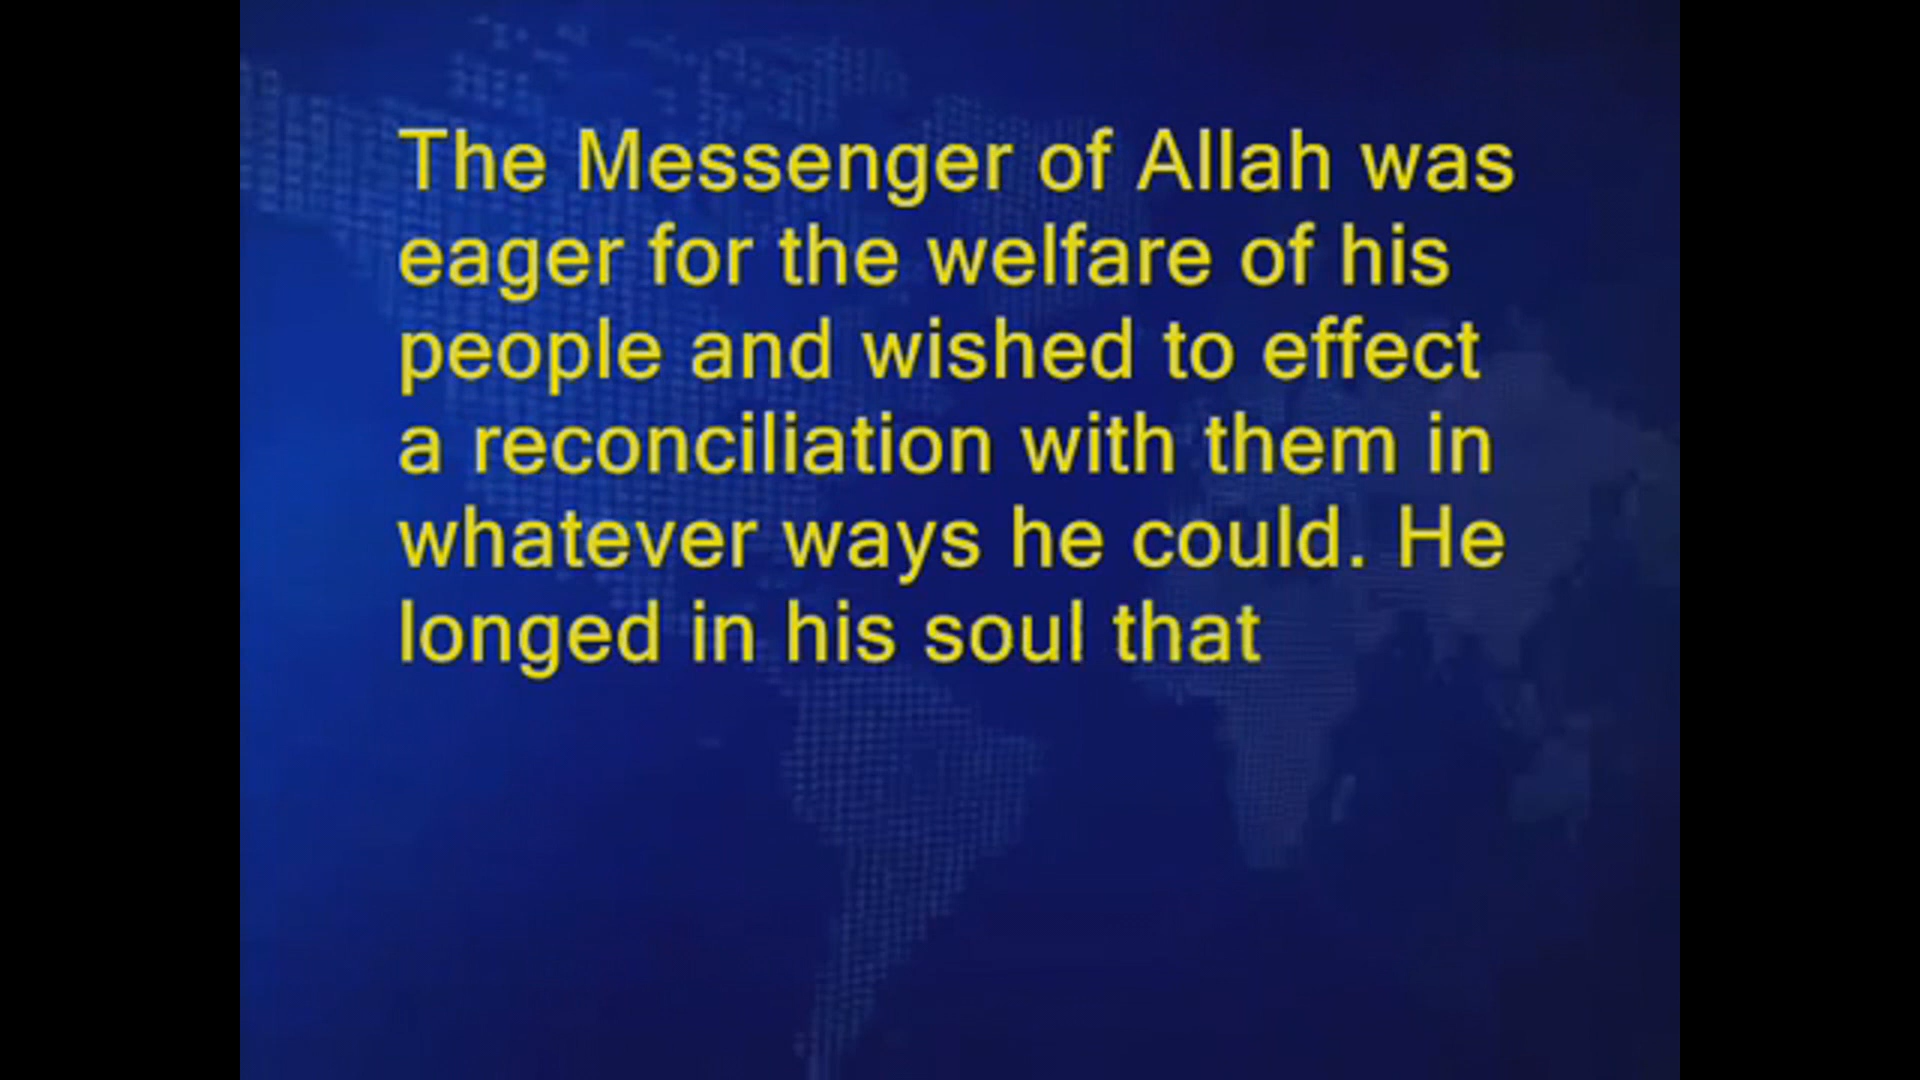 The Messenger of Allah was
eager for the welfare of his
people and wished to effect
a reconciliation with them in
whatever ways he could. He
longed in his soul that